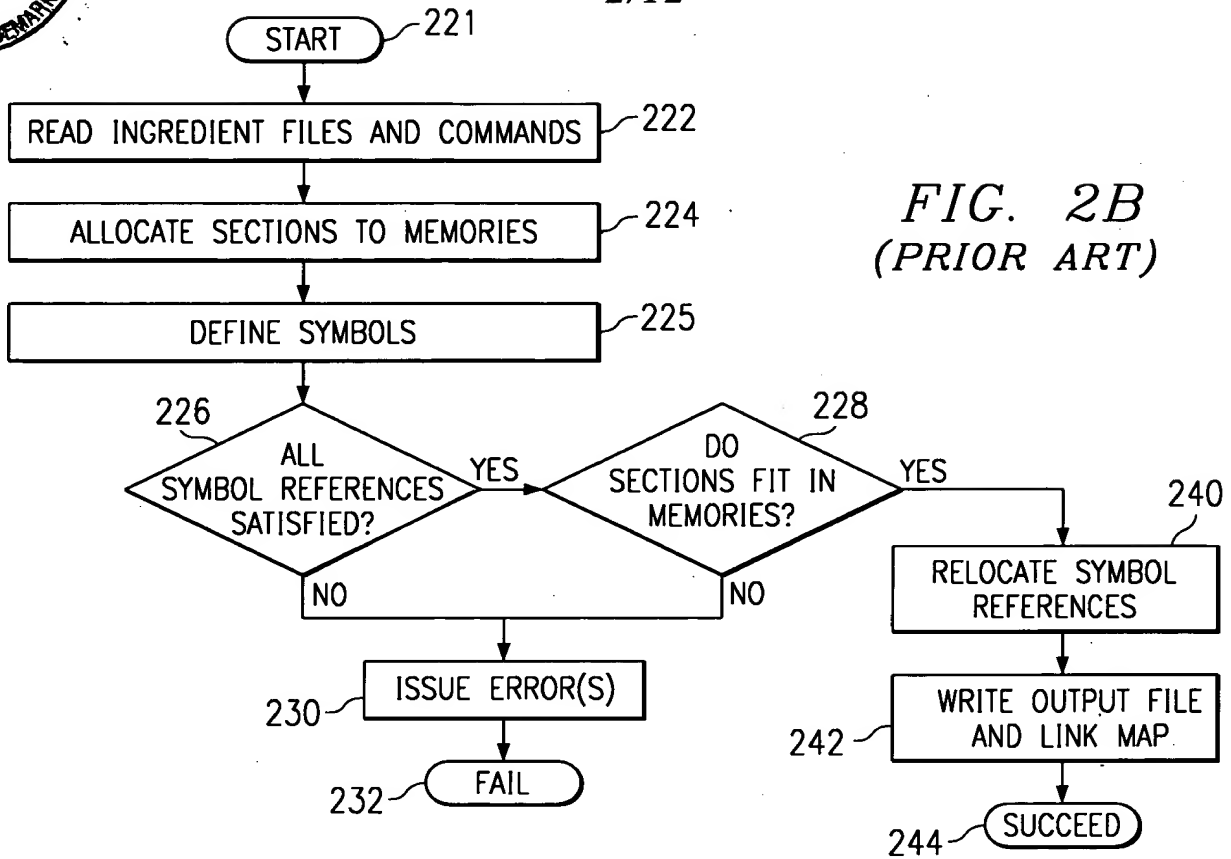 START
221
READ INGREDIENT FILES AND COMMANDS
222
ALLOCATE SECTIONS TO MEMORIES
224
FIG. 2B
(PRIOR ART)
DEFINE SYMBOLS
225
226
ALL
SYMBOL REFERENCES
SATISFIED?
YES
NO
228
DO
SECTIONS FIT IN
MEMORIES?
YES
NO
240
RELOCATE SYMBOL
REFERENCES
ISSUE ERROR(S)
230
WRITE OUTPUT FILE
AND LINK MAP
242
FAIL
232
SUCCEED
244